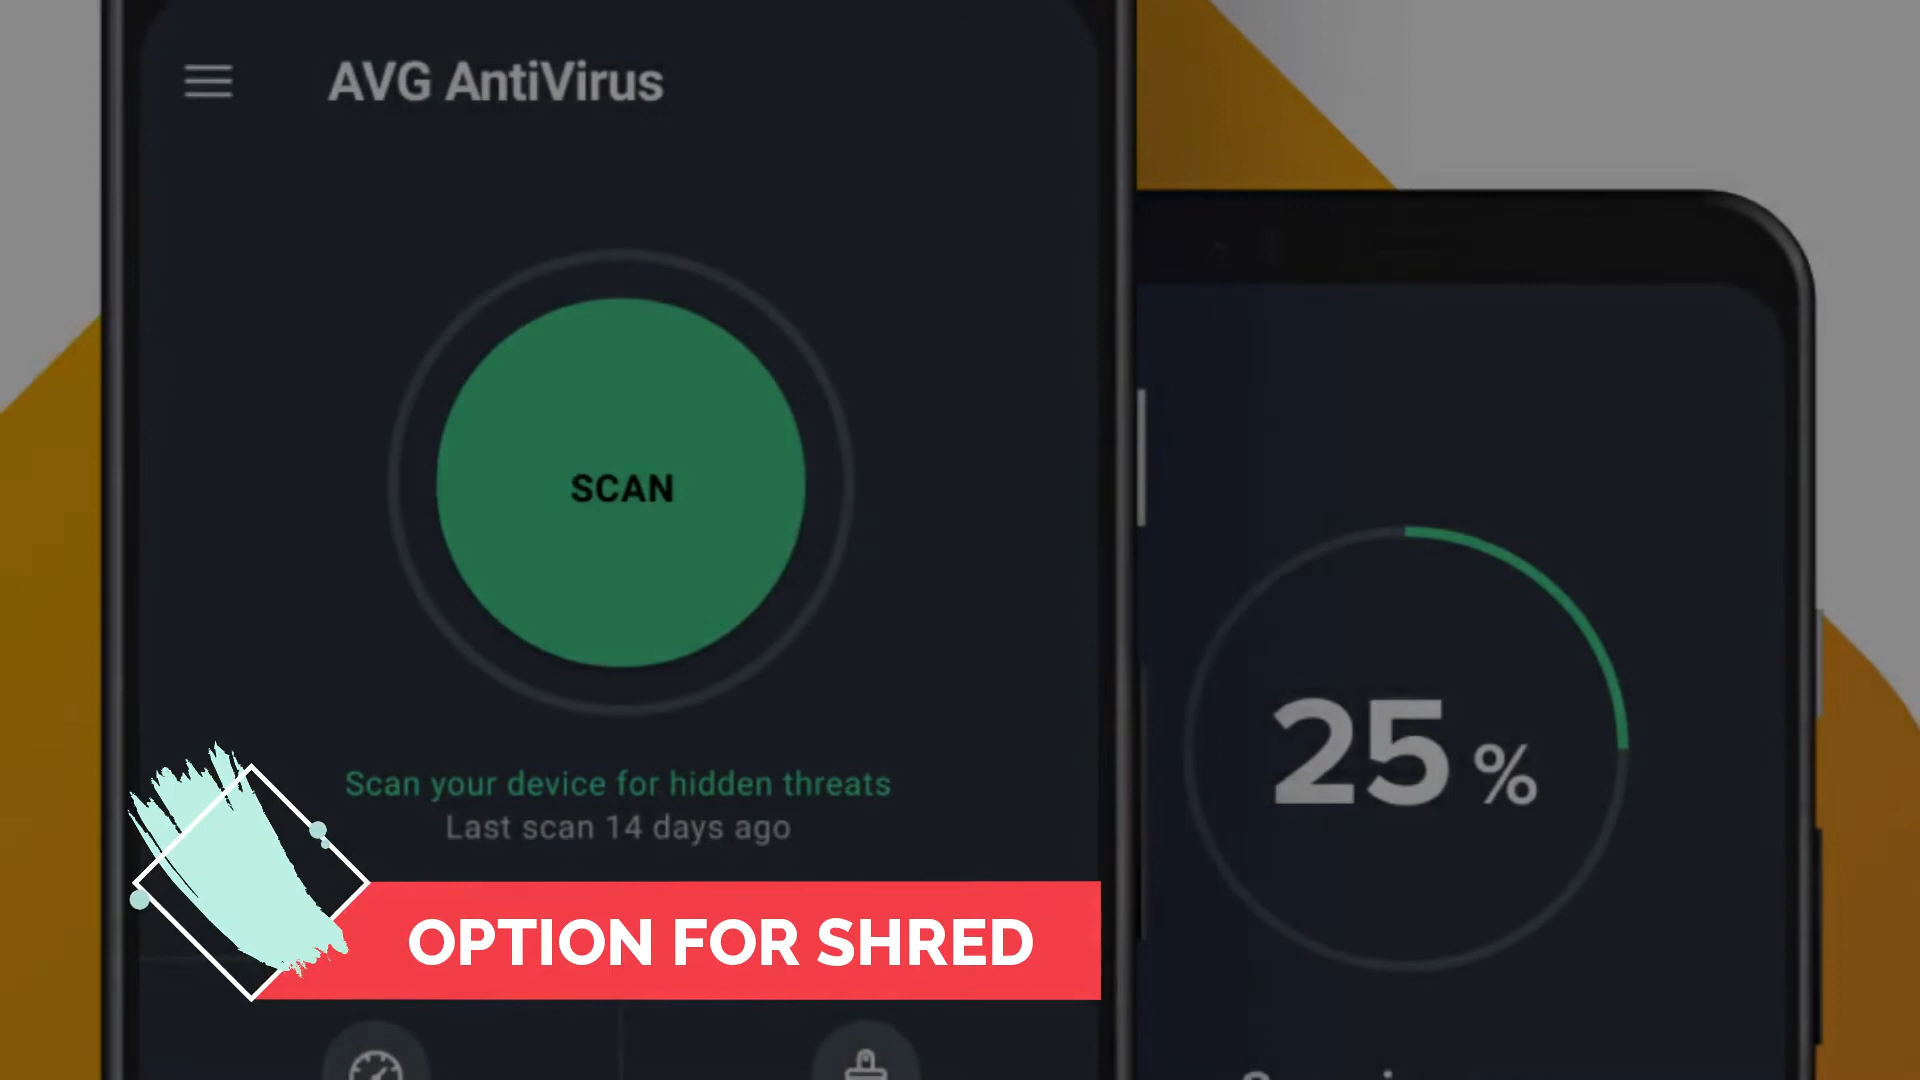 AVG AntiVirus
SCAN
Scan your device for hidden threats
Last scan 14 days ago
25 %
OPTION FOR SHRED